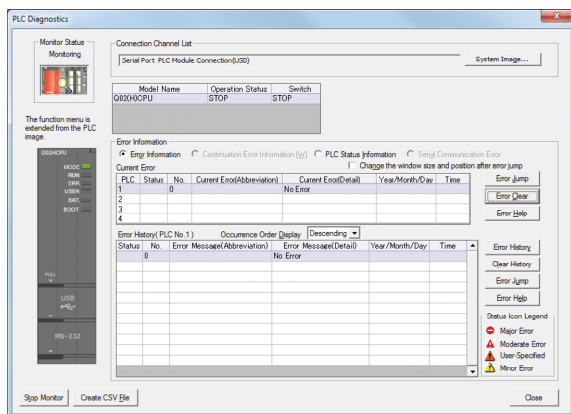 PLC Diagnostics
Monitor Status
Monitoring
Connection Channel List
Serial Port PLC Module Connection(USB)
System Image...
Model Name Operation Status Switch
Q02(H)CPU STOP STOP
The function menu is
extended from the PLC
image.
Q02HCPU
MODE
RUN
ERR.
USER
BAT.
BOOT
PULL
USB
RS-232
Error Information
Error Information Continuation Error Information(W) PLC Status Information Serial Communication Error
Change the window size and position after error jump
Current Error
PLC Status No. Current Error(Abbreviation) Current Error(Detail) Year/Month/Day Time
1 0 No Error
2
3
4
Error Jump
Error Clear
Error Help
Error History( PLC No.1 ) Occurrence Order Display Descending
Status No. Error Message(Abbreviation) Error Message(Detail) Year/Month/Day Time
0 No Error
Error History
Clear History
Error Jump
Error Help
Status Icon Legend
Major Error
Moderate Error
User-Specified
Minor Error
Stop Monitor
Create CSV File
Close